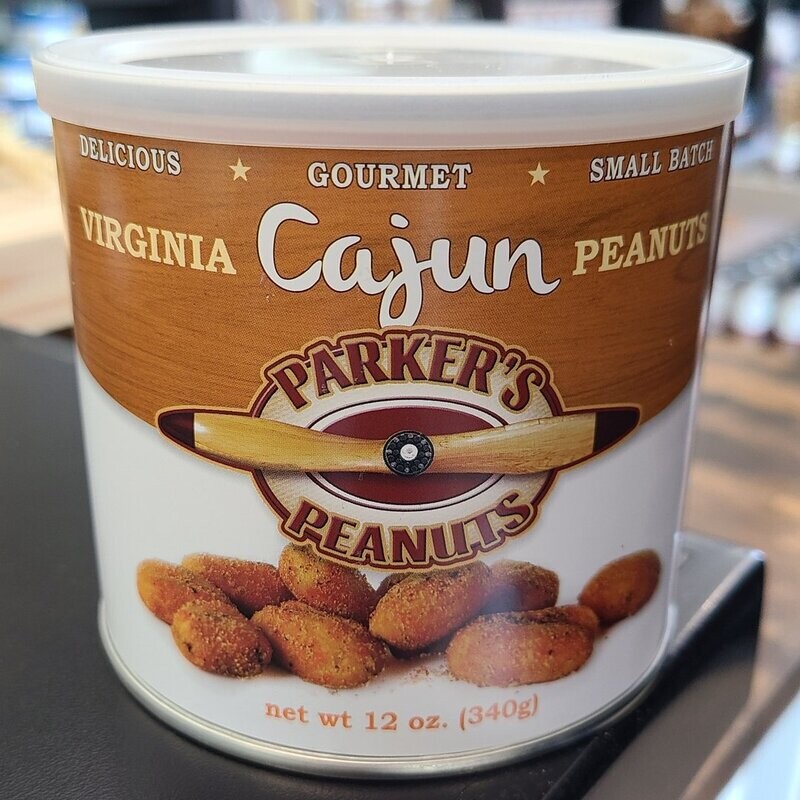 DELICIOUS ★ GOURMET ★ SMALL BATCH
VIRGINIA Cajun PEANUTS
PARKER'S
PEANUTS
net wt 12 oz. (340g)